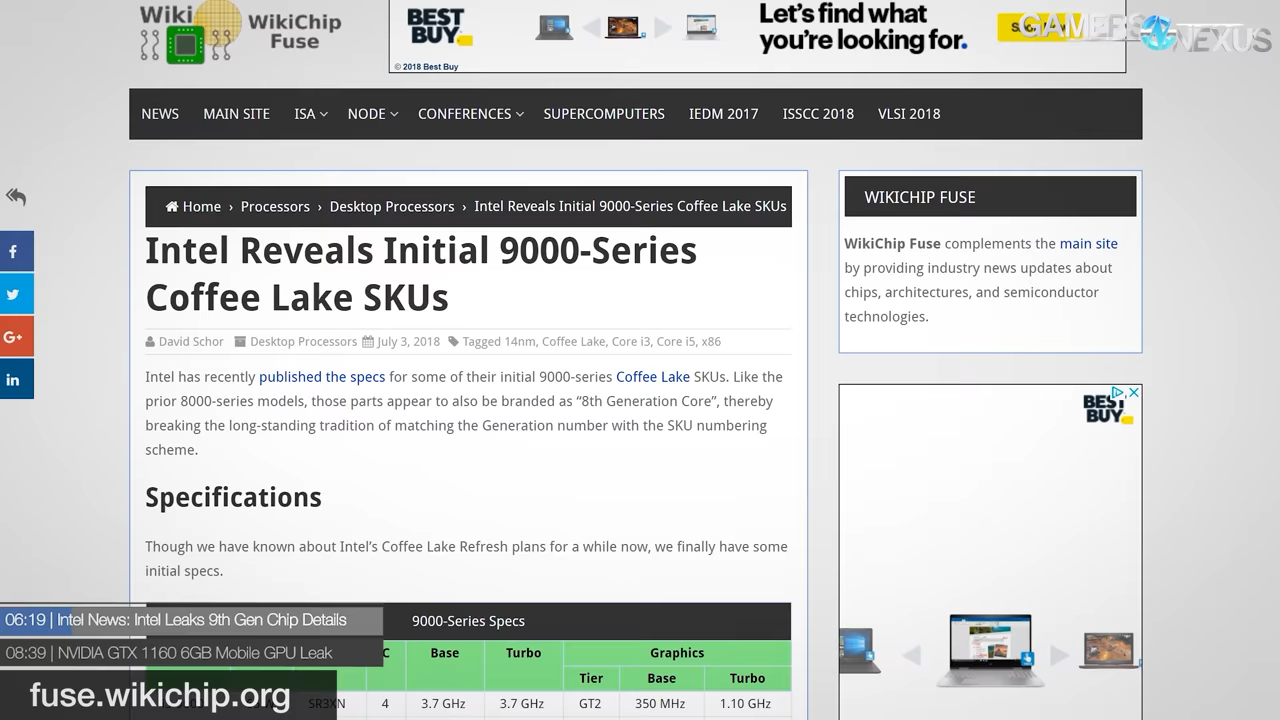 Wiki
WikiChip
Fuse
BEST
BUY
Let's find what
you're looking for.
© 2018 Best Buy
GAMERS
NEXUS
NEWS MAIN SITE ISA NODE CONFERENCES SUPERCOMPUTERS IEDM 2017 ISSCC 2018 VLSI 2018
Home › Processors › Desktop Processors › Intel Reveals Initial 9000-Series Coffee Lake SKUs
Intel Reveals Initial 9000-Series
Coffee Lake SKUs
David Schor Desktop Processors July 3, 2018 Tagged 14nm, Coffee Lake, Core i3, Core i5, x86
Intel has recently published the specs for some of their initial 9000-series Coffee Lake SKUs. Like the
prior 8000-series models, those parts appear to also be branded as “8th Generation Core”, thereby
breaking the long-standing tradition of matching the Generation number with the SKU numbering
scheme.
Specifications
Though we have known about Intel’s Coffee Lake Refresh plans for a while now, we finally have some
initial specs.
9000-Series Specs
C Base Turbo Graphics
Tier Base Turbo
SR3XN 4 3.7 GHz 3.7 GHz GT2 350 MHz 1.10 GHz
WIKICHIP FUSE
WikiChip Fuse complements the main site
by providing industry news updates about
chips, architectures, and semiconductor
technologies.
BEST
BUY
f
G+
in
06:19 | Intel News: Intel Leaks 9th Gen Chip Details
08:39 | NVIDIA GTX 1160 6GB Mobile GPU Leak
fuse.wikichip.org